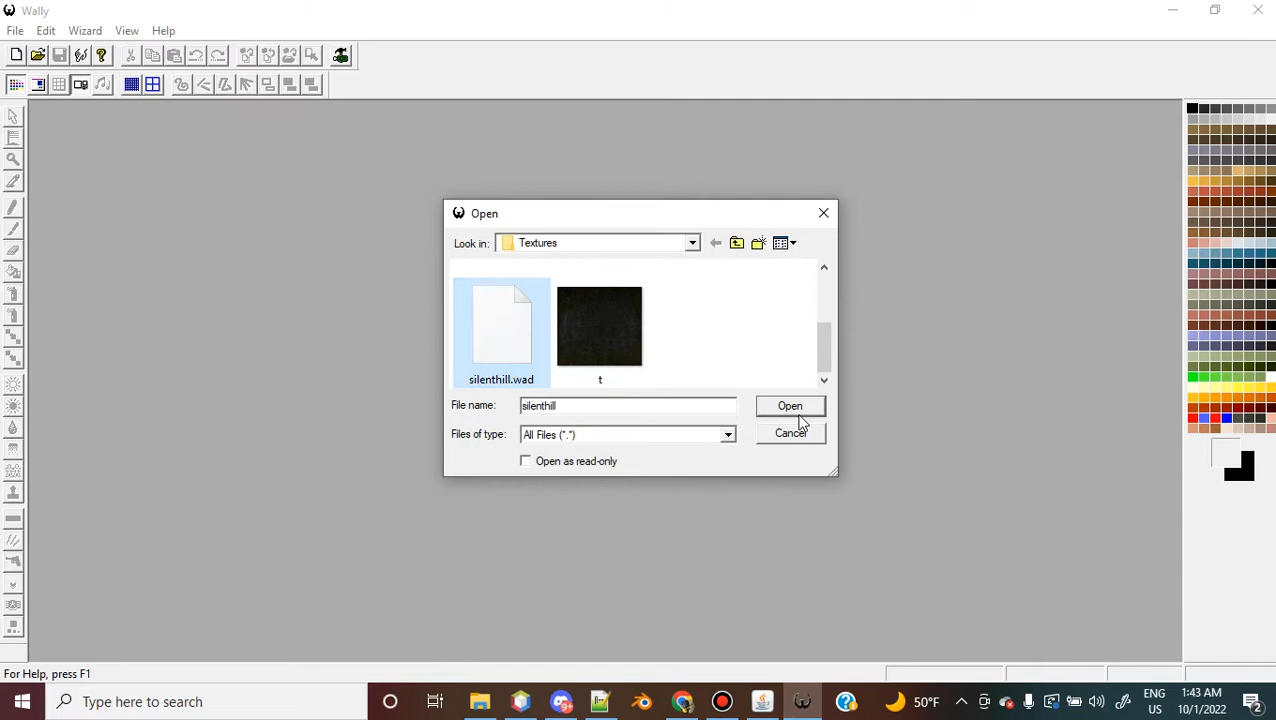 Wally
File Edit Wizard View Help
Open
Look in: Textures
silenthill.wad t
File name: silenthill Open
Files of type: All Files (*.*) Cancel
Open as read-only
For Help, press F1
Type here to search
50°F
ENG
US
1:43 AM
10/1/2022
2